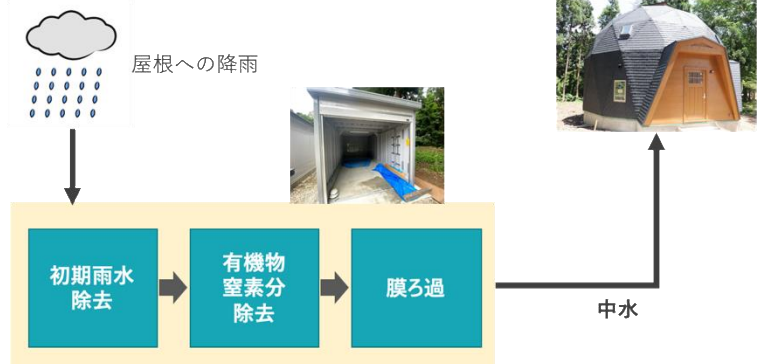 屋根への降雨
初期雨水
除去
有機物
窒素分
除去
膜ろ過
中水